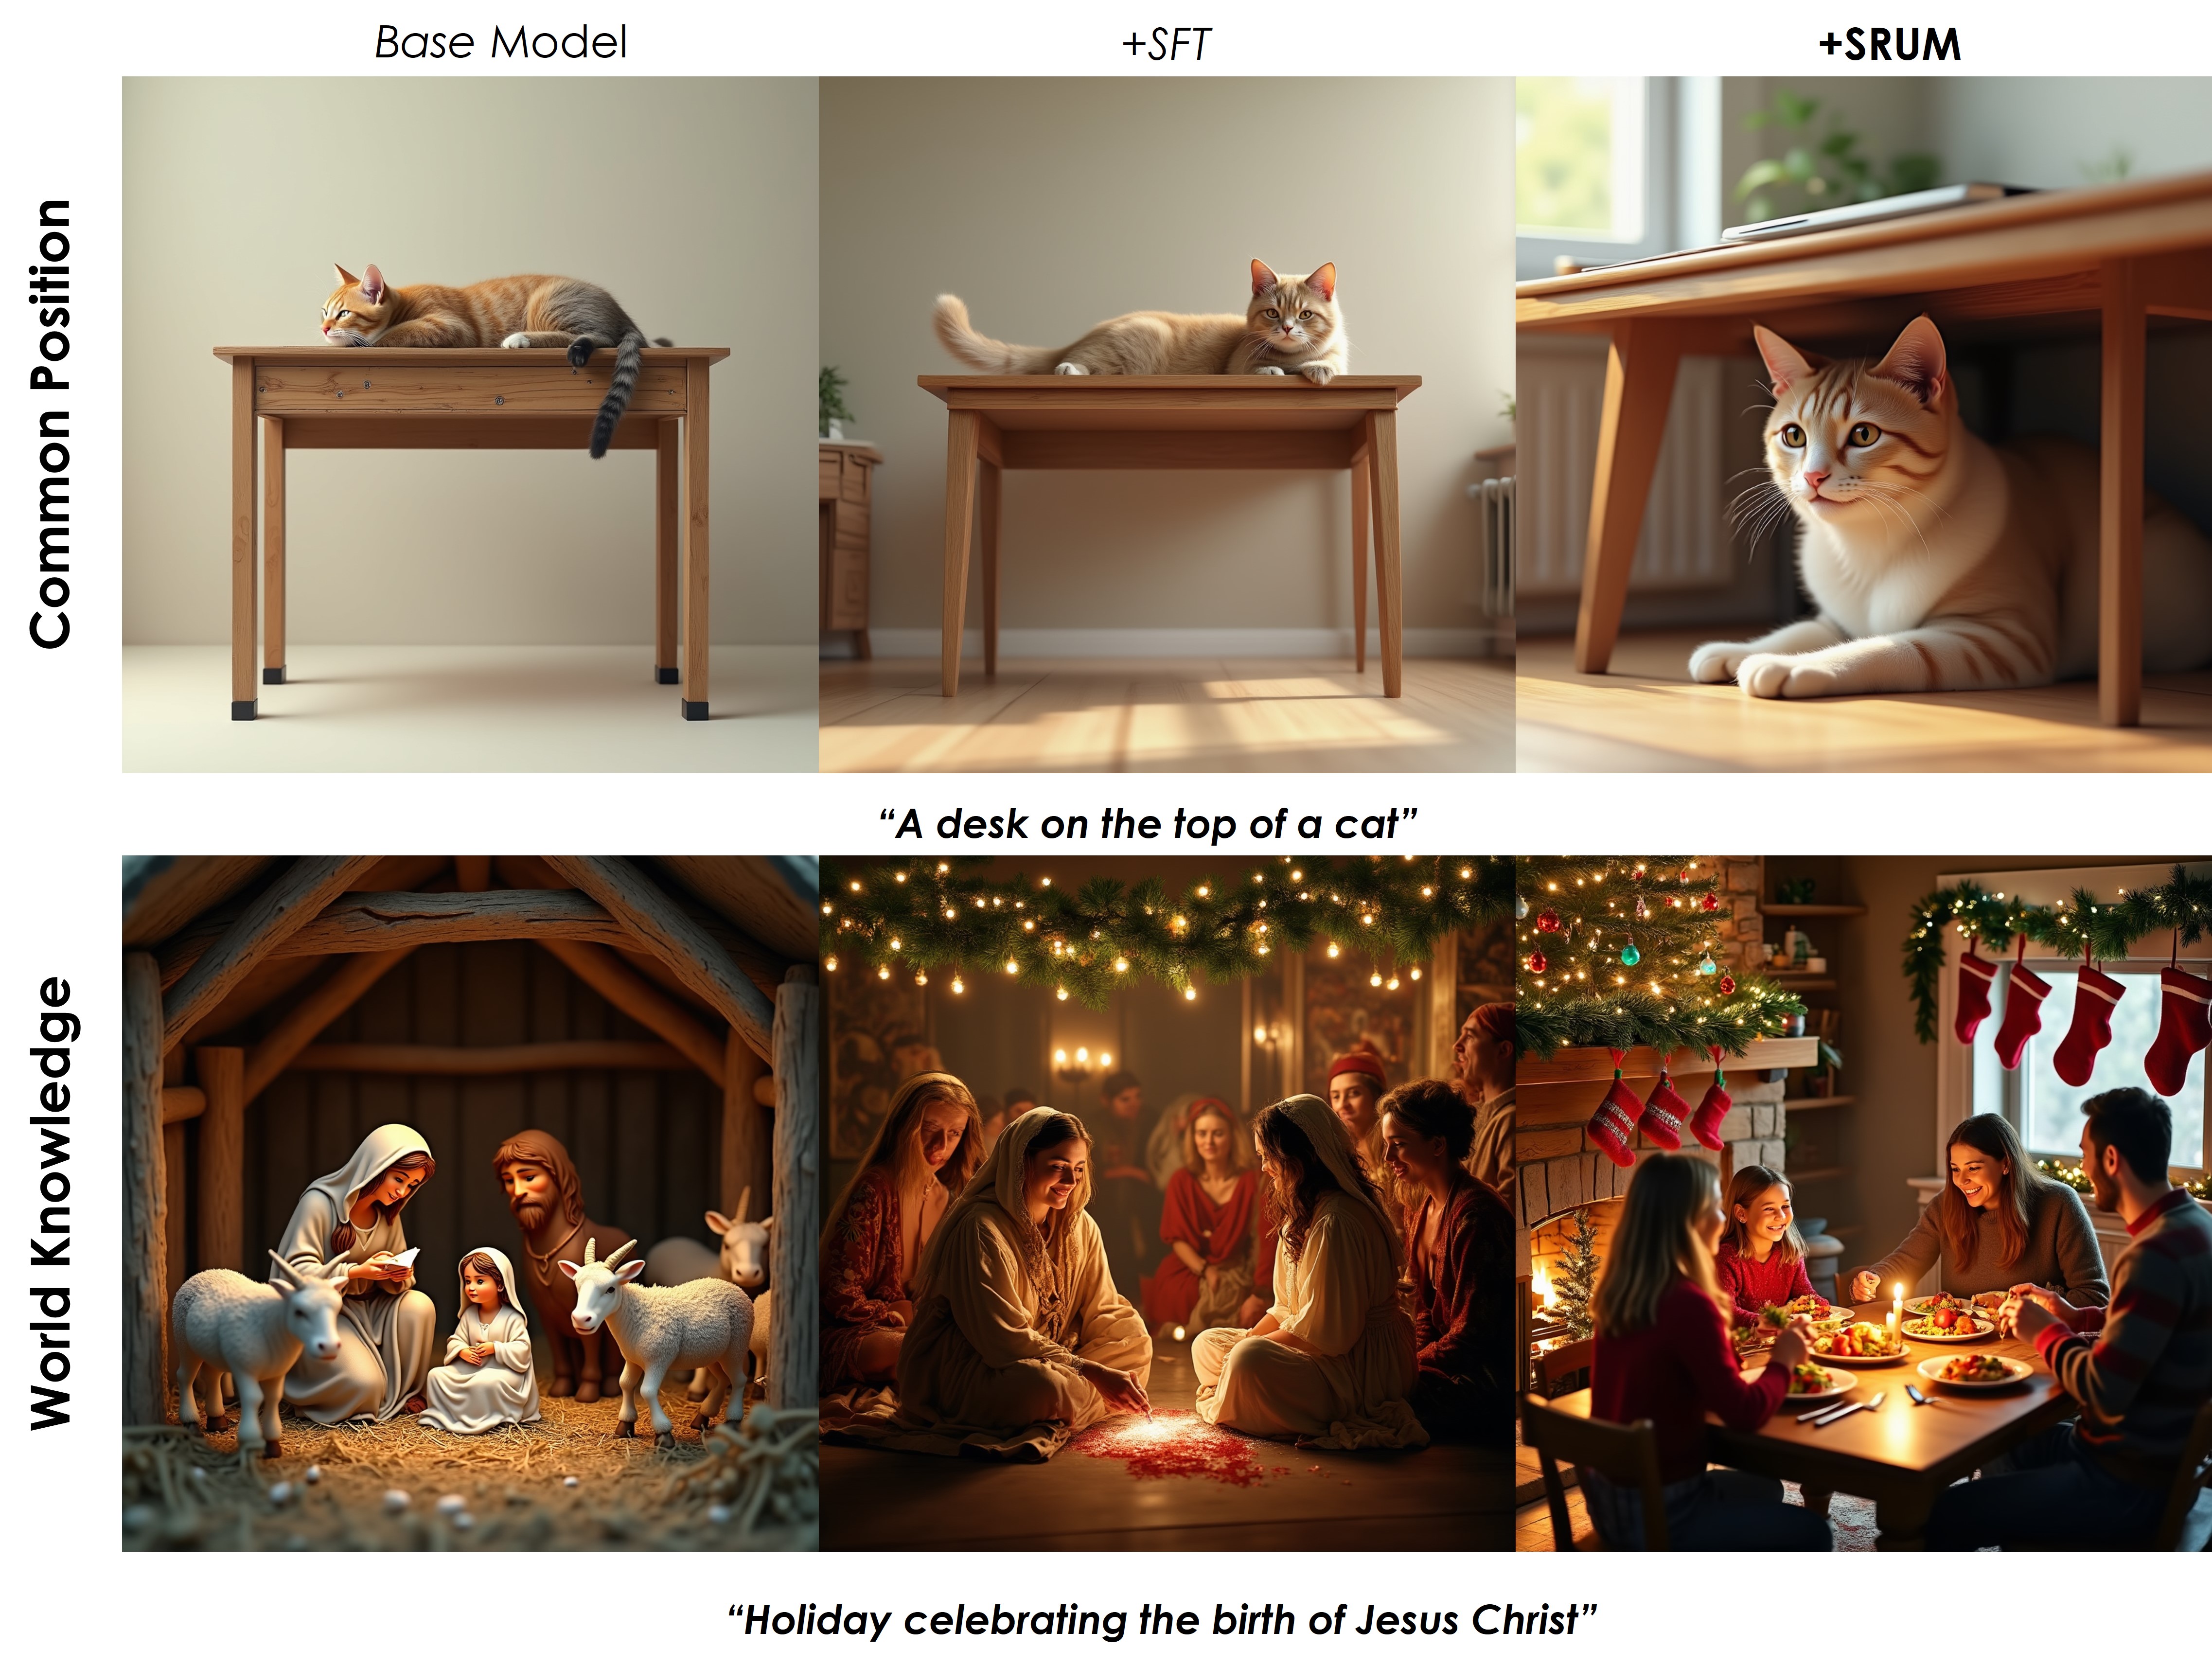 Base Model
+SFT
+SRUM
Common Position
“A desk on the top of a cat”
World Knowledge
“Holiday celebrating the birth of Jesus Christ”